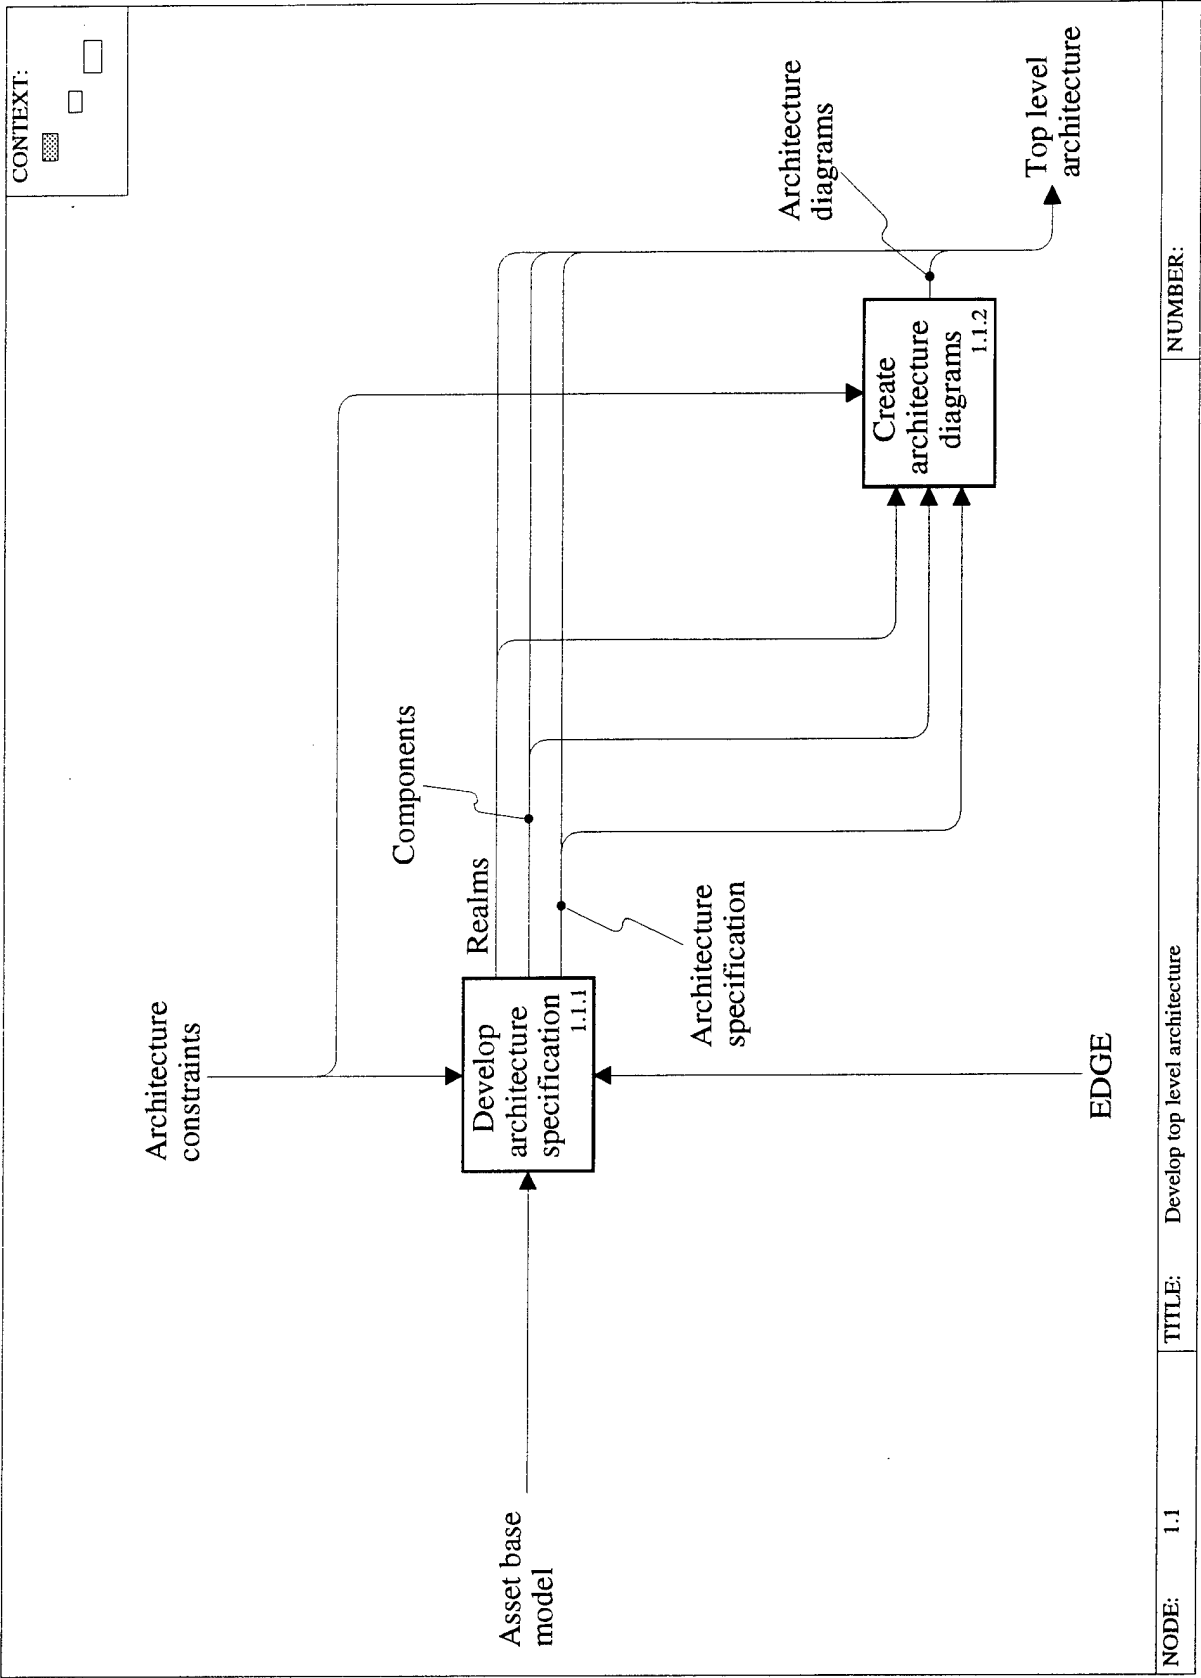 CONTEXT:
Architecture
constraints
Components
Realms
Develop
architecture
specification
1.1.1
Architecture
specification
Asset base
model
EDGE
Create
architecture
diagrams
1.1.2
Architecture
diagrams
Top level
architecture
NODE: 1.1
TITLE: Develop top level architecture
NUMBER: